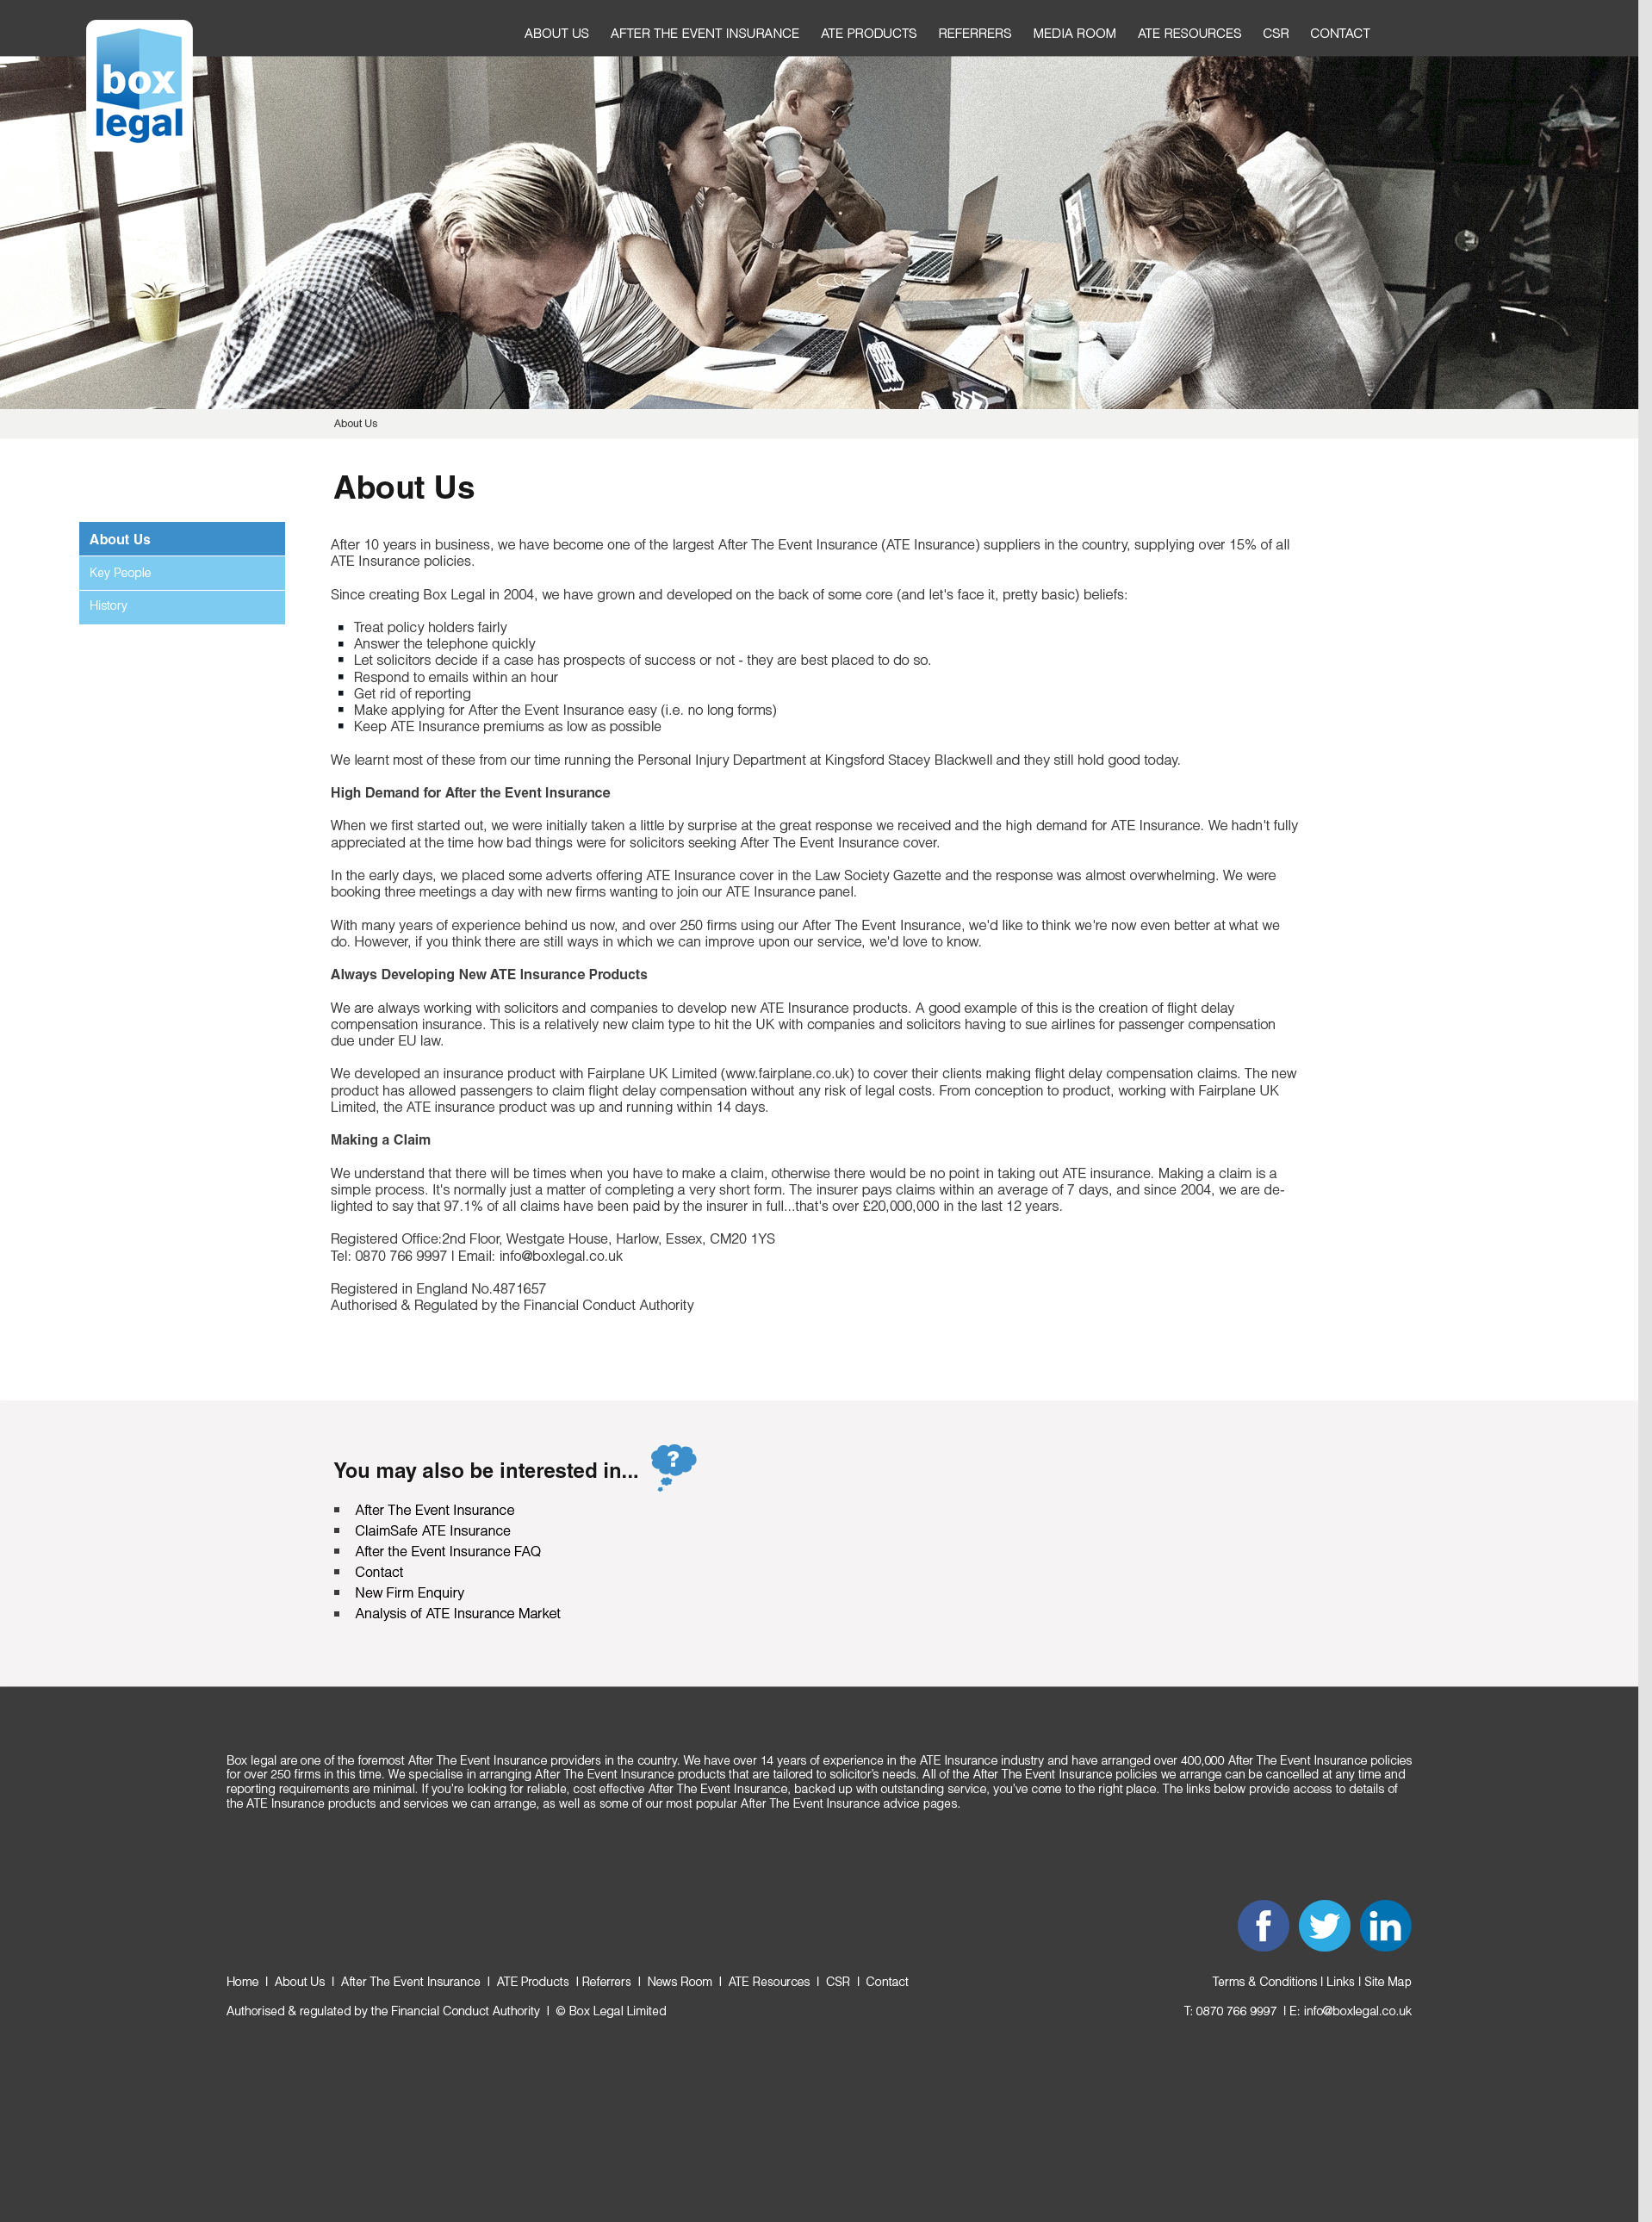 box
legal
ABOUT US AFTER THE EVENT INSURANCE ATE PRODUCTS REFERRERS MEDIA ROOM ATE RESOURCES CSR CONTACT
About Us
About Us
About Us
Key People
History
After 10 years in business, we have become one of the largest After The Event Insurance (ATE Insurance) suppliers in the country, supplying over 15% of all
ATE Insurance policies.
Since creating Box Legal in 2004, we have grown and developed on the back of some core (and let's face it, pretty basic) beliefs:
▪ Treat policy holders fairly
▪ Answer the telephone quickly
▪ Let solicitors decide if a case has prospects of success or not - they are best placed to do so.
▪ Respond to emails within an hour
▪ Get rid of reporting
▪ Make applying for After the Event Insurance easy (i.e. no long forms)
▪ Keep ATE Insurance premiums as low as possible
We learnt most of these from our time running the Personal Injury Department at Kingsford Stacey Blackwell and they still hold good today.
High Demand for After the Event Insurance
When we first started out, we were initially taken a little by surprise at the great response we received and the high demand for ATE Insurance. We hadn't fully
appreciated at the time how bad things were for solicitors seeking After The Event Insurance cover.
In the early days, we placed some adverts offering ATE Insurance cover in the Law Society Gazette and the response was almost overwhelming. We were
booking three meetings a day with new firms wanting to join our ATE Insurance panel.
With many years of experience behind us now, and over 250 firms using our After The Event Insurance, we'd like to think we're now even better at what we
do. However, if you think there are still ways in which we can improve upon our service, we'd love to know.
Always Developing New ATE Insurance Products
We are always working with solicitors and companies to develop new ATE Insurance products. A good example of this is the creation of flight delay
compensation insurance. This is a relatively new claim type to hit the UK with companies and solicitors having to sue airlines for passenger compensation
due under EU law.
We developed an insurance product with Fairplane UK Limited (www.fairplane.co.uk) to cover their clients making flight delay compensation claims. The new
product has allowed passengers to claim flight delay compensation without any risk of legal costs. From conception to product, working with Fairplane UK
Limited, the ATE insurance product was up and running within 14 days.
Making a Claim
We understand that there will be times when you have to make a claim, otherwise there would be no point in taking out ATE insurance. Making a claim is a
simple process. It's normally just a matter of completing a very short form. The insurer pays claims within an average of 7 days, and since 2004, we are de-
lighted to say that 97.1% of all claims have been paid by the insurer in full...that's over £20,000,000 in the last 12 years.
Registered Office:2nd Floor, Westgate House, Harlow, Essex, CM20 1YS
Tel: 0870 766 9997 | Email: info@boxlegal.co.uk
Registered in England No.4871657
Authorised & Regulated by the Financial Conduct Authority
You may also be interested in... ?
▪ After The Event Insurance
▪ ClaimSafe ATE Insurance
▪ After the Event Insurance FAQ
▪ Contact
▪ New Firm Enquiry
▪ Analysis of ATE Insurance Market
Box legal are one of the foremost After The Event Insurance providers in the country. We have over 14 years of experience in the ATE Insurance industry and have arranged over 400,000 After The Event Insurance policies
for over 250 firms in this time. We specialise in arranging After The Event Insurance products that are tailored to solicitor's needs. All of the After The Event Insurance policies we arrange can be cancelled at any time and
reporting requirements are minimal. If you're looking for reliable, cost effective After The Event Insurance, backed up with outstanding service, you've come to the right place. The links below provide access to details of
the ATE Insurance products and services we can arrange, as well as some of our most popular After The Event Insurance advice pages.
f in
Home | About Us | After The Event Insurance | ATE Products | Referrers | News Room | ATE Resources | CSR | Contact
Terms & Conditions | Links | Site Map
Authorised & regulated by the Financial Conduct Authority | © Box Legal Limited
T: 0870 766 9997 | E: info@boxlegal.co.uk